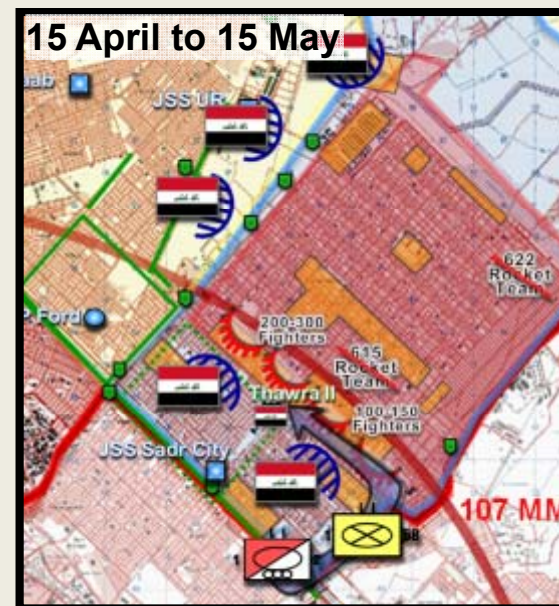 15 April to 15 May
JSS UR
622
Rocket
Team
P. Ford
200-300
Fighters
615
Rocket
Team
Thawra II
100-150
Fighters
JSS Sadr City
107 MM